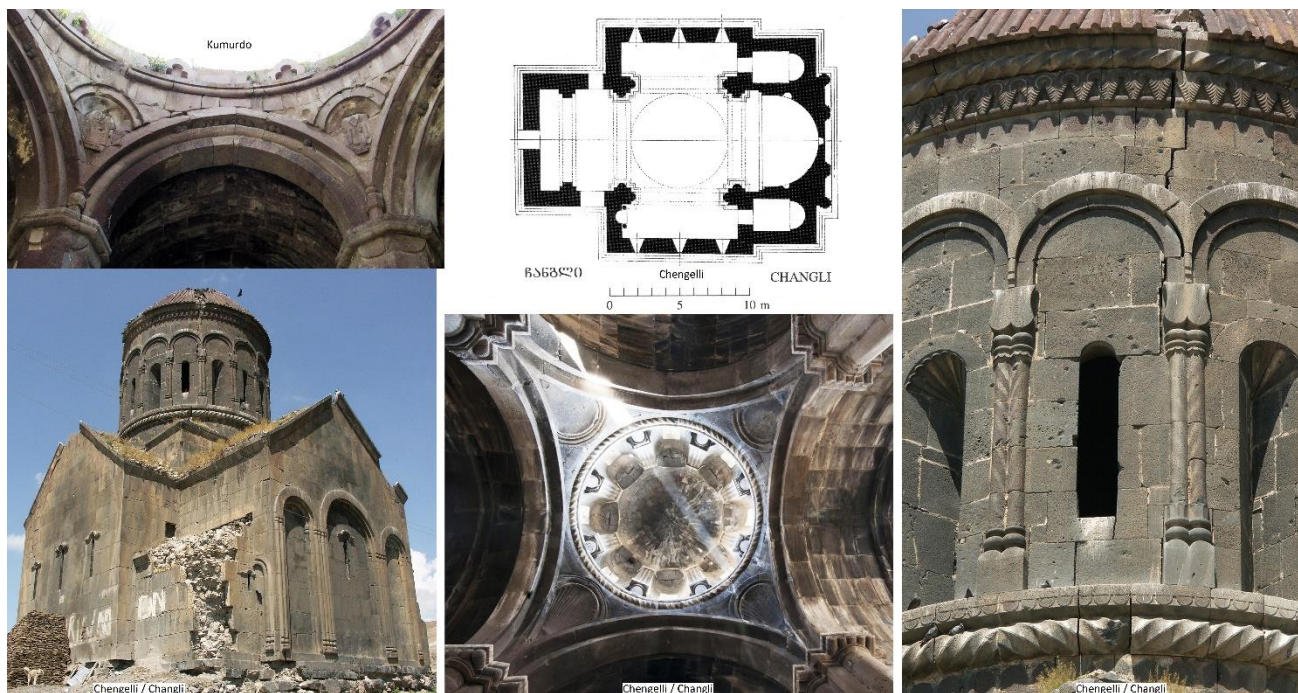 Kumurdo
ჩანგლი
Chengelli
CHANGLI
0 5 10 m
Chengelli / Changli
Chengelli / Changli
Chengelli / Changli